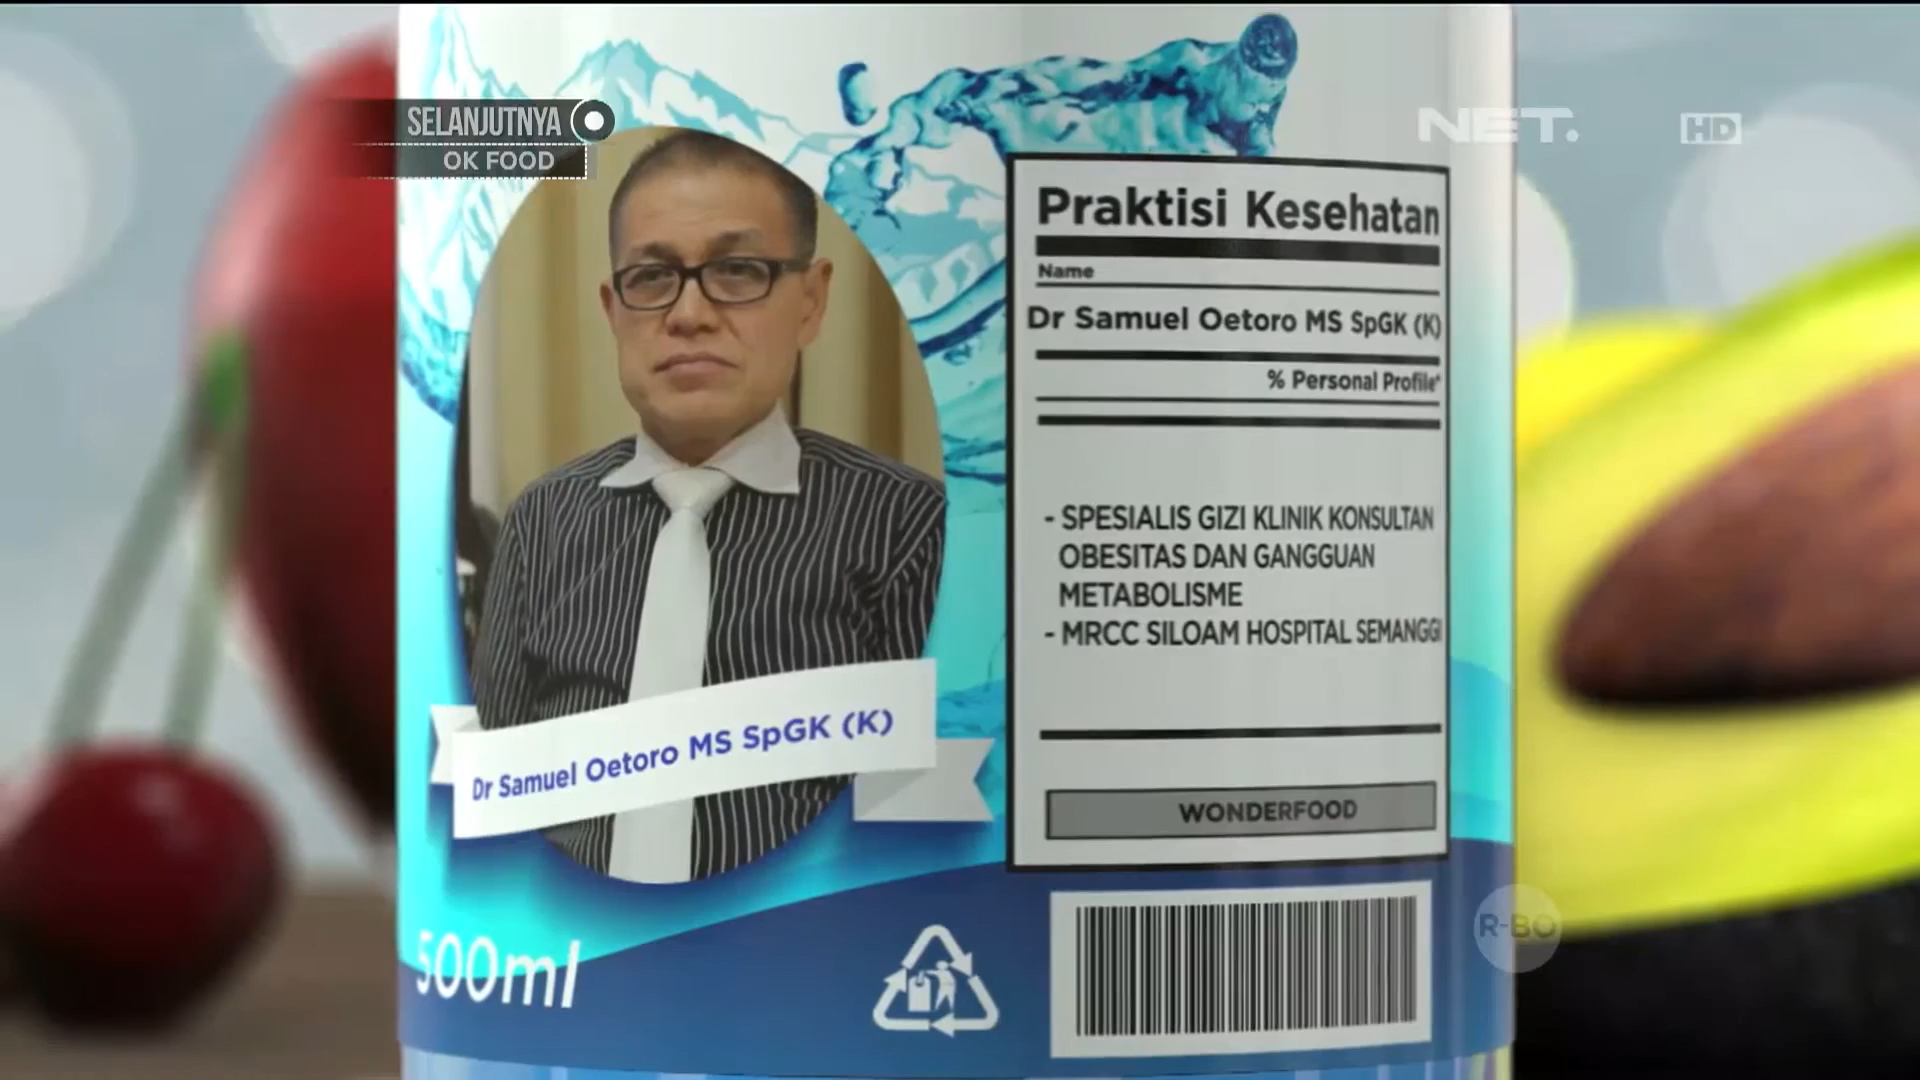 SELANJUTNYA
OK FOOD
NET.
HD
Praktisi Kesehatan
Name
Dr Samuel Oetoro MS SpGK (K)
% Personal Profile*
- SPESIALIS GIZI KLINIK KONSULTAN
OBESITAS DAN GANGGUAN
METABOLISME
- MRCC SILOAM HOSPITAL SEMANGGI
WONDERFOOD
Dr Samuel Oetoro MS SpGK (K)
500ml
R-BO